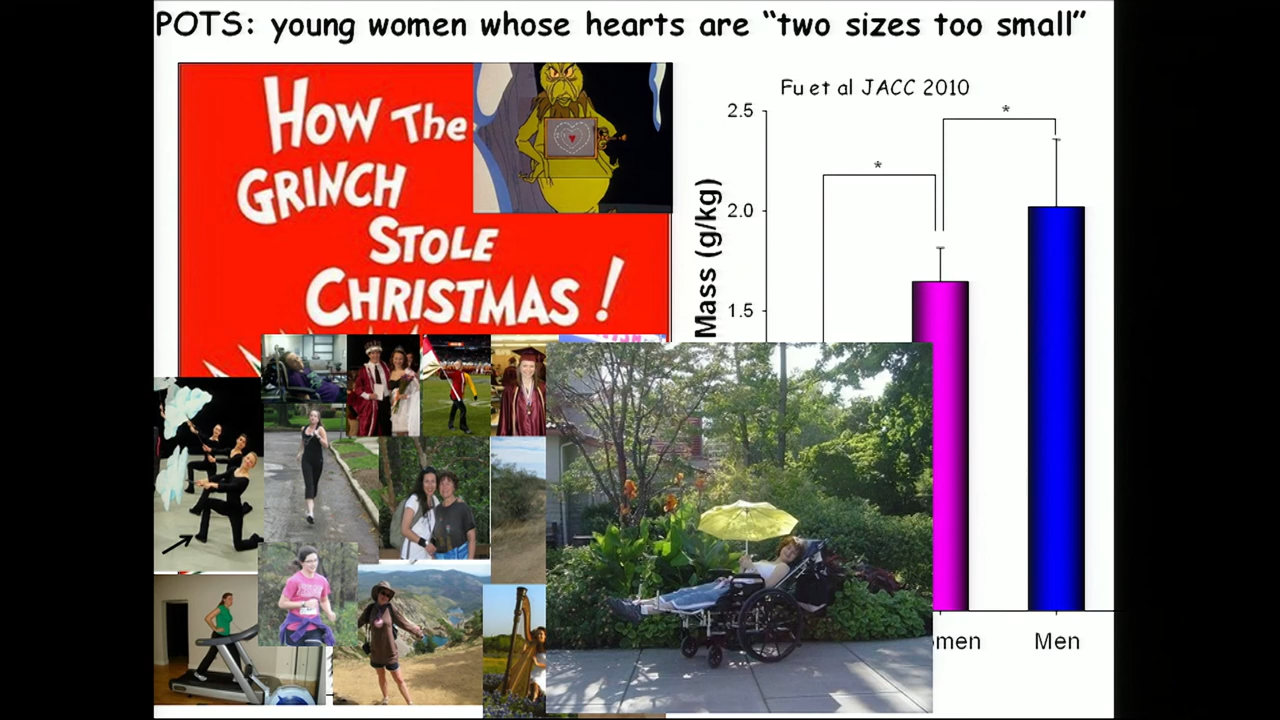 POTS: young women whose hearts are “two sizes too small”
HOW THE
GRINCH
STOLE
CHRISTMAS!
Fu et al JACC 2010
*
*
2.5
2.0
1.5
Mass (g/kg)
Men